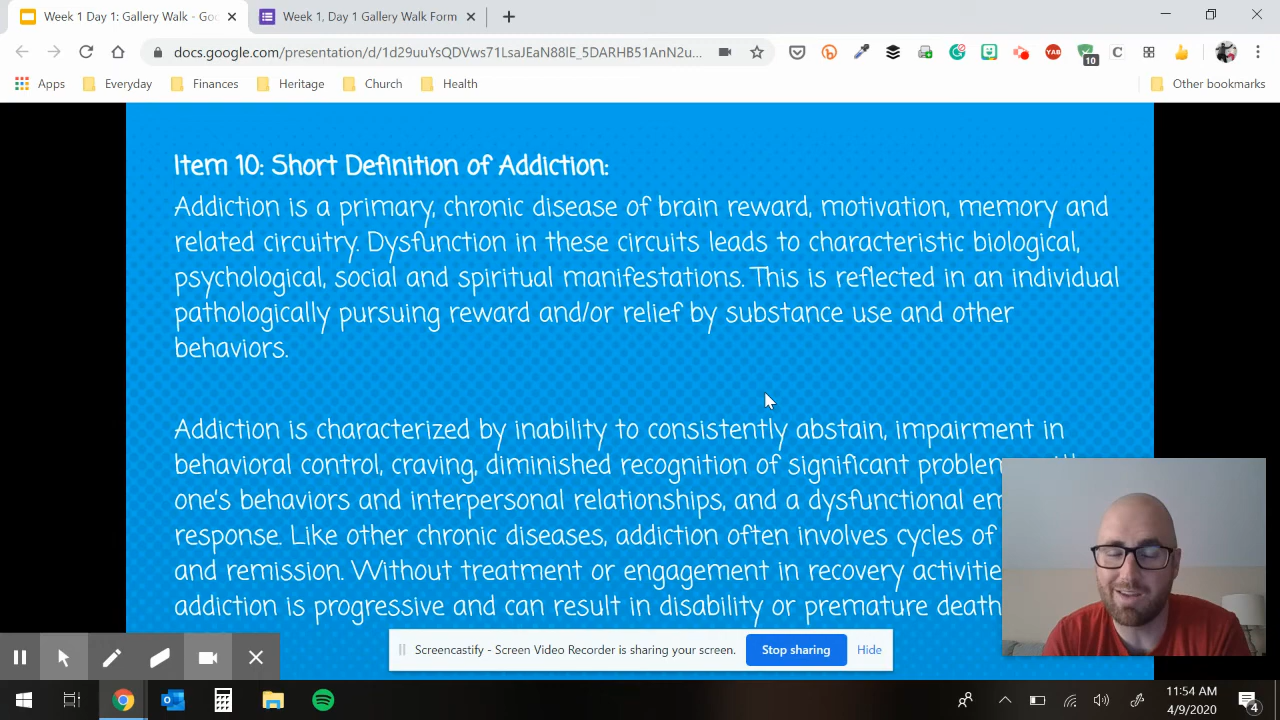 Week 1 Day 1: Gallery Walk - Goo
Week 1, Day 1 Gallery Walk Form
docs.google.com/presentation/d/1d29uuYsQDVws71LsaJEaN88lE_5DARHB51AnN2u...
YAB
10
C
Apps
Everyday
Finances
Heritage
Church
Health
Other bookmarks
Item 10: Short Definition of Addiction:
Addiction is a primary, chronic disease of brain reward, motivation, memory and
related circuitry. Dysfunction in these circuits leads to characteristic biological,
psychological, social and spiritual manifestations. This is reflected in an individual
pathologically pursuing reward and/or relief by substance use and other
behaviors.
Addiction is characterized by inability to consistently abstain, impairment in
behavioral control, craving, diminished recognition of significant problem
one's behaviors and interpersonal relationships, and a dysfunctional em
response. Like other chronic diseases, addiction often involves cycles of
and remission. Without treatment or engagement in recovery activitie
addiction is progressive and can result in disability or premature death
Screencastify - Screen Video Recorder is sharing your screen.
Stop sharing
Hide
11:54 AM
4/9/2020
4